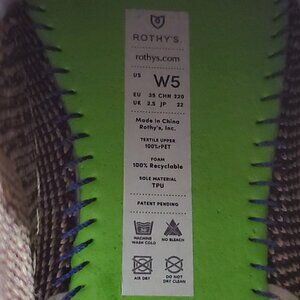 ROTHY'S
rothys.com
US W5
EU 35 CHN 220
UK 2.5 JP 22
Made in China
Rothy's, Inc.
TEXTILE UPPER
100% rPET
FOAM
100% Recyclable
SOLE MATERIAL
TPU
PATENT PENDING
MACHINE WASH COLD
NO BLEACH
AIR DRY
DO NOT DRY CLEAN